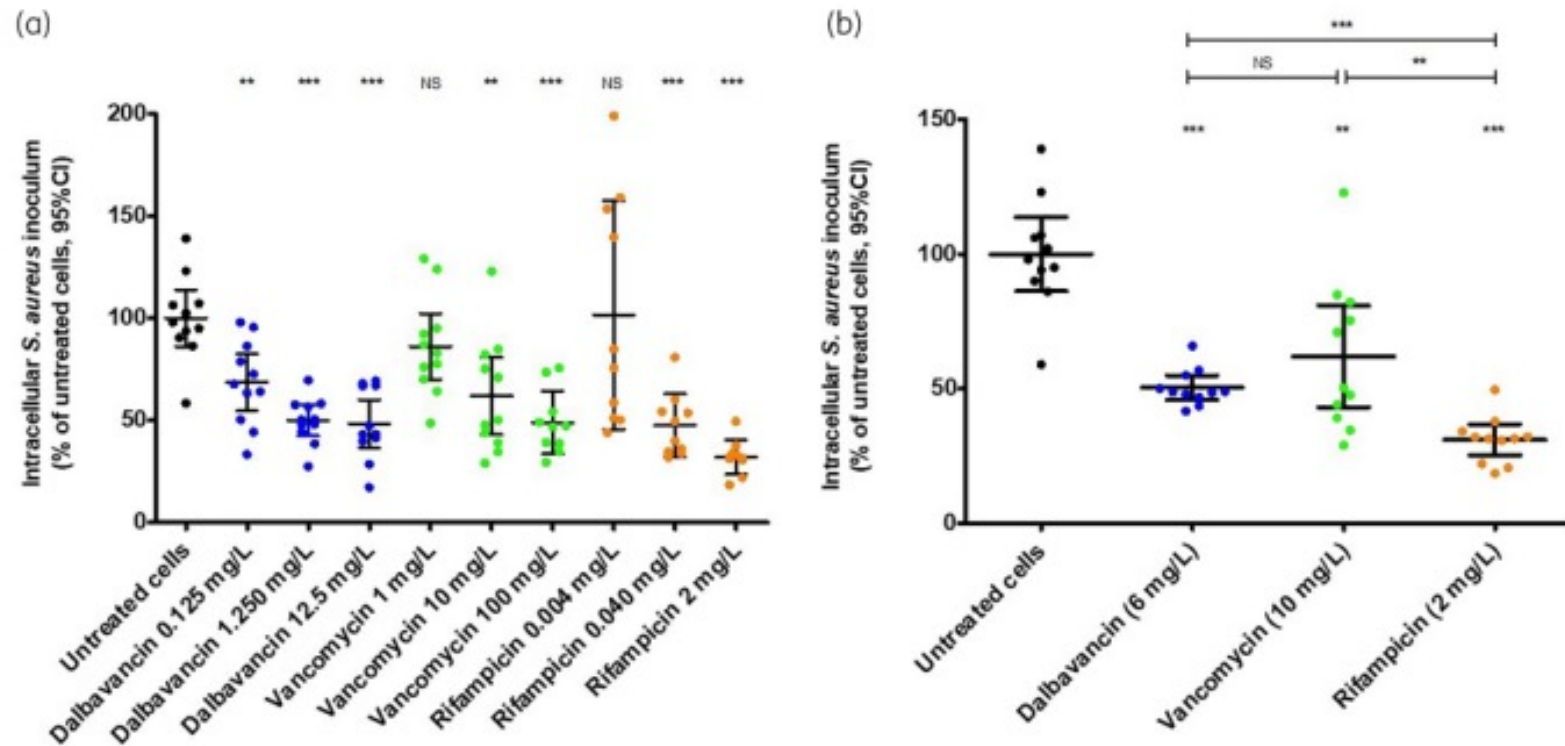 (a)
** *** *** NS ** *** NS *** ***
Intracellular S. aureus inoculum
(% of untreated cells, 95%CI)
200
150
100
50
0
Untreated cells
Dalbavancin 0.125 mg/L
Dalbavancin 1.250 mg/L
Dalbavancin 12.5 mg/L
Vancomycin 1 mg/L
Vancomycin 10 mg/L
Vancomycin 100 mg/L
Rifampicin 0.004 mg/L
Rifampicin 0.040 mg/L
Rifampicin 2 mg/L
(b)
***
NS **
*** ** ***
Intracellular S. aureus inoculum
(% of untreated cells, 95%CI)
150
100
50
0
Untreated cells
Dalbavancin (6 mg/L)
Vancomycin (10 mg/L)
Rifampicin (2 mg/L)